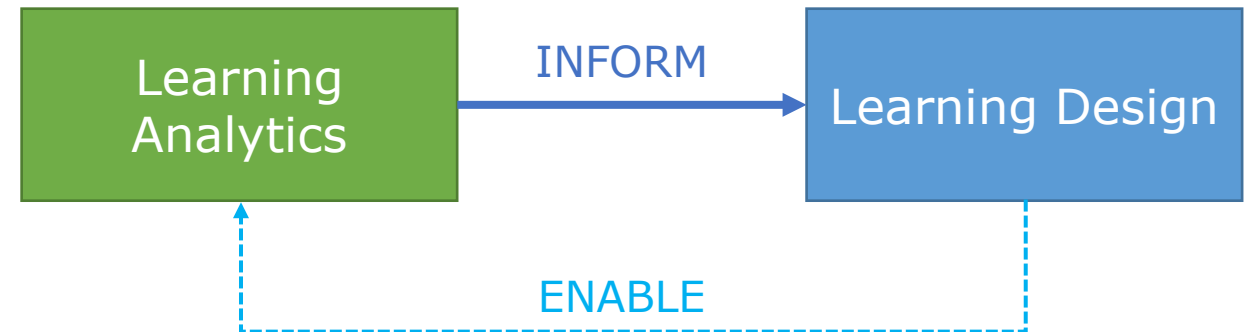 Learning
Analytics
INFORM
Learning Design
ENABLE